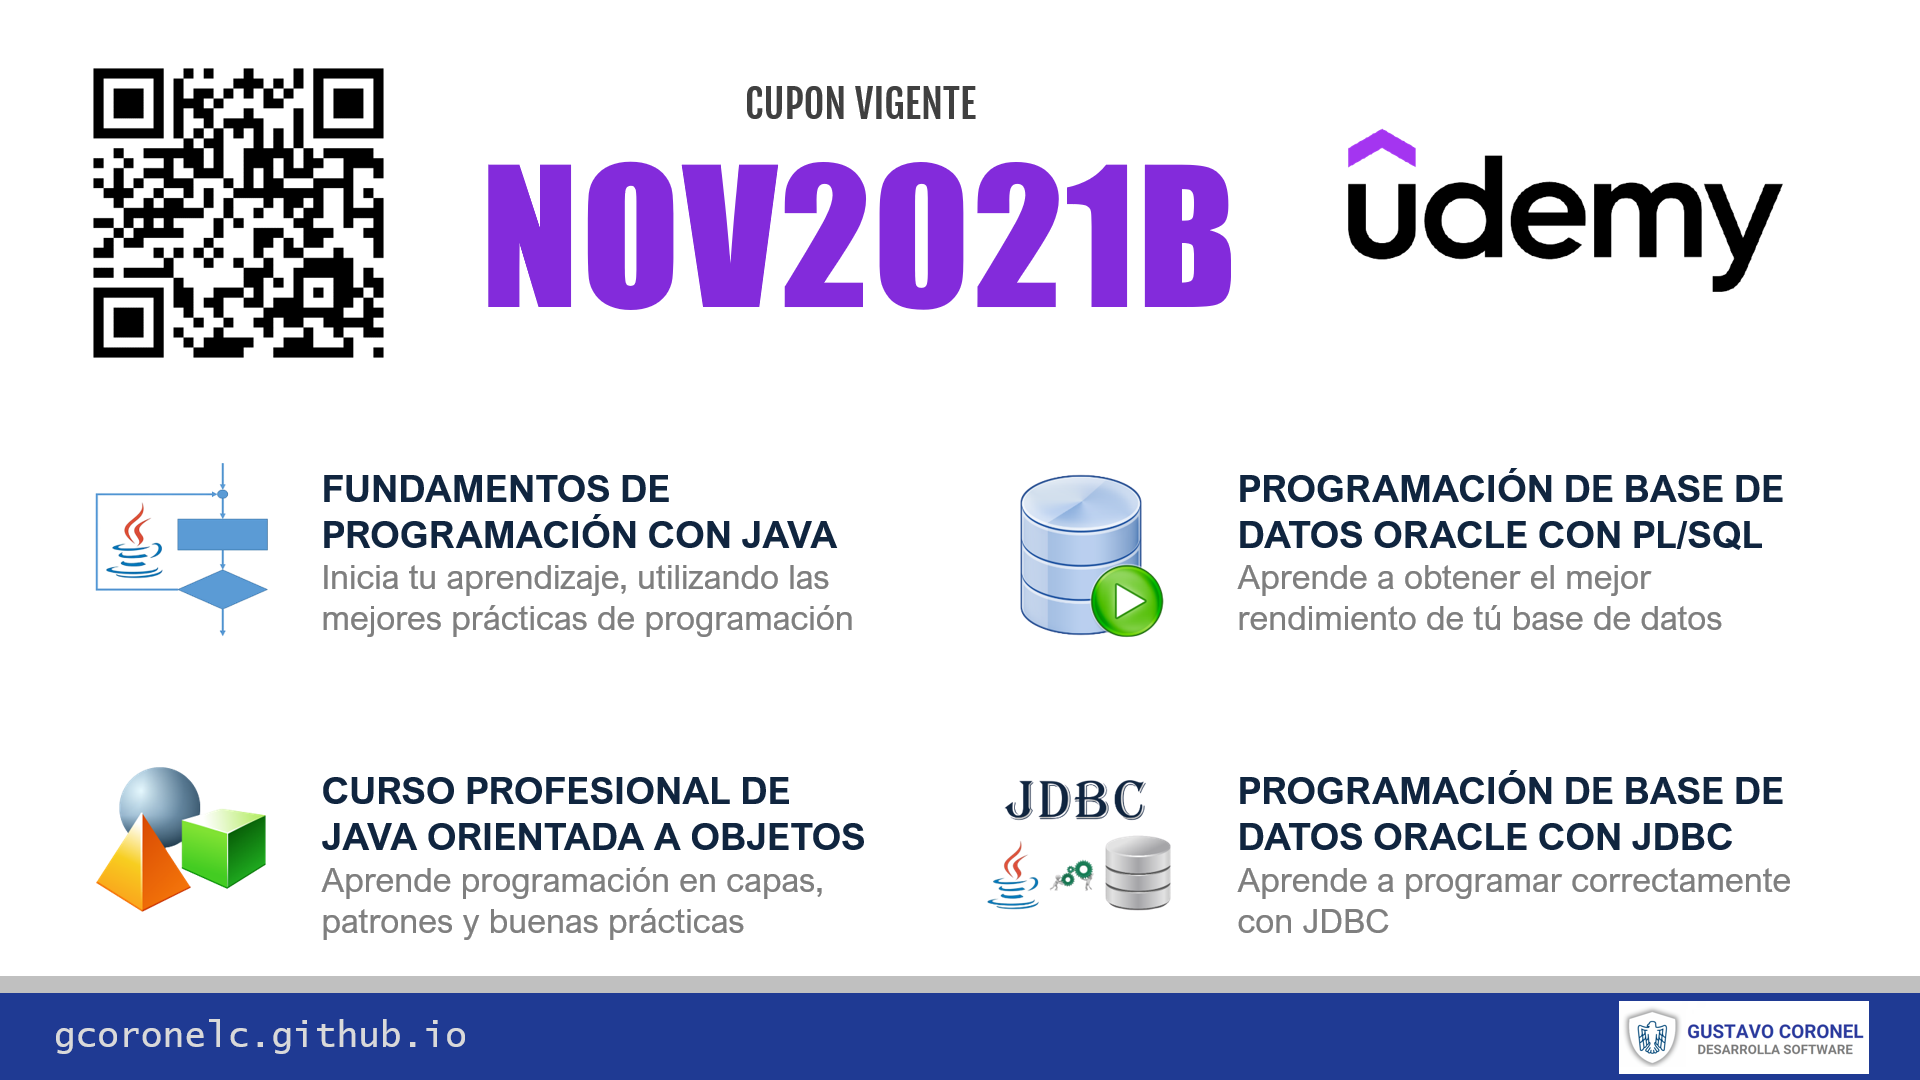 CUPON VIGENTE
NOV2021B
udemy
FUNDAMENTOS DE
PROGRAMACIÓN CON JAVA
Inicia tu aprendizaje, utilizando las
mejores prácticas de programación
PROGRAMACIÓN DE BASE DE
DATOS ORACLE CON PL/SQL
Aprende a obtener el mejor
rendimiento de tú base de datos
CURSO PROFESIONAL DE
JAVA ORIENTADA A OBJETOS
Aprende programación en capas,
patrones y buenas prácticas
JDBC
PROGRAMACIÓN DE BASE DE
DATOS ORACLE CON JDBC
Aprende a programar correctamente
con JDBC
gcoronelc.github.io
GUSTAVO CORONEL
DESARROLLA SOFTWARE